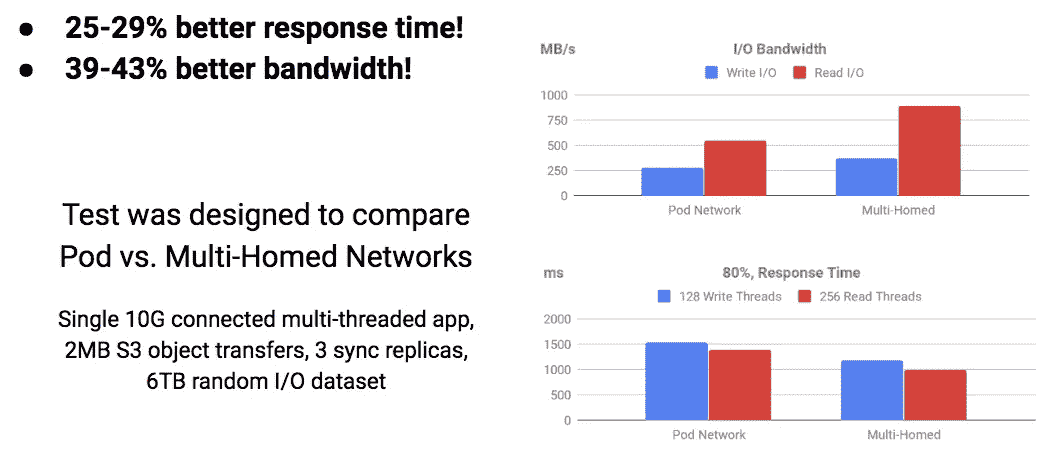 ● 25-29% better response time!
● 39-43% better bandwidth!
Test was designed to compare
Pod vs. Multi-Homed Networks
Single 10G connected multi-threaded app,
2MB S3 object transfers, 3 sync replicas,
6TB random I/O dataset
MB/s
I/O Bandwidth
Write I/O Read I/O
1000
750
500
250
0
Pod Network Multi-Homed
ms
80%, Response Time
128 Write Threads 256 Read Threads
2000
1500
1000
500
0
Pod Network Multi-Homed